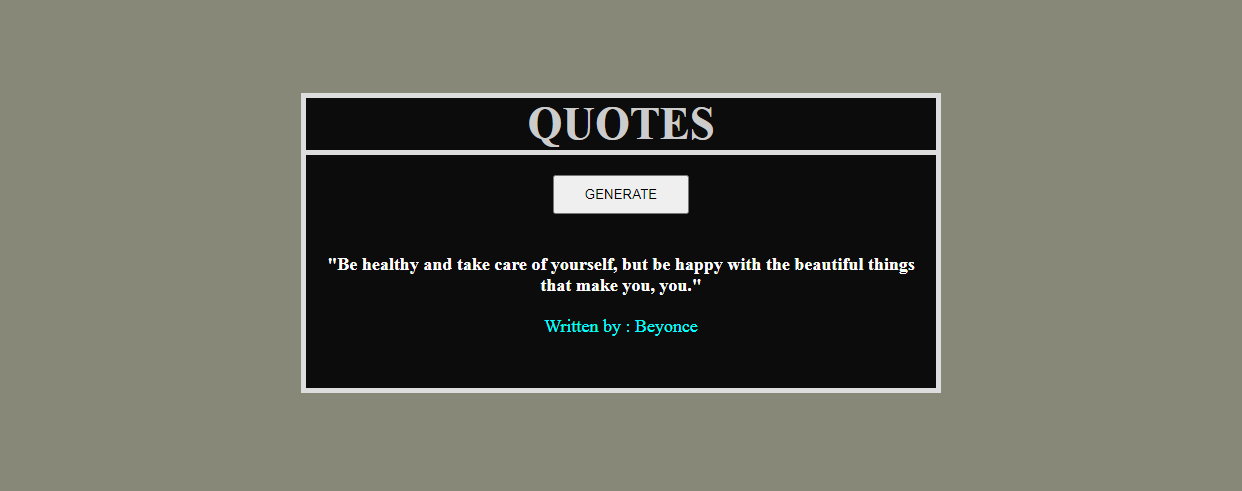 QUOTES
GENERATE
"Be healthy and take care of yourself, but be happy with the beautiful things
that make you, you."
Written by : Beyonce